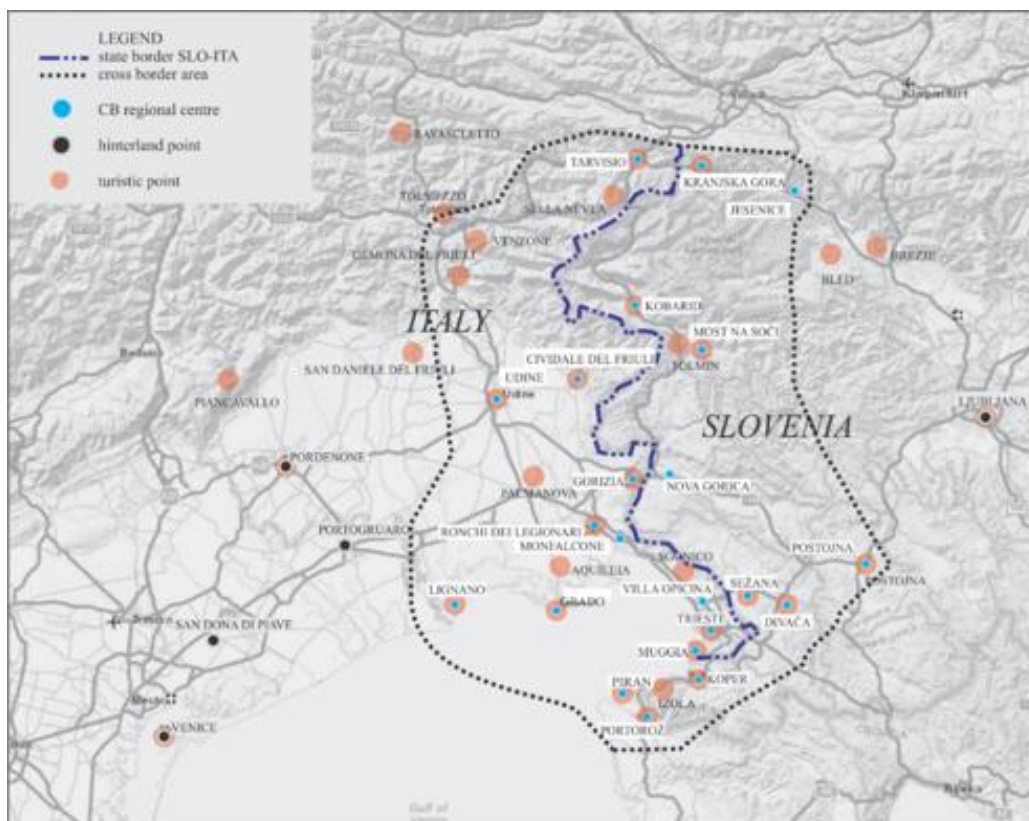 LEGEND
state border SLO-ITA
cross border area
CB regional centre
hinterland point
turistic point
RAVASCLETTO
TARVISIO
KRANJSKA GORA
JESENICE
TOLMEZZO
SELLA NEVEA
VENZONE
GEMONA DEL FRIULI
BREZJE
BLED
KOBARID
ITALY
MOST NA SOČI
TOLMIN
CIVIDALE DEL FRIULI
SAN DANIELE DEL FRIULI
UDINE
Udine
PIANCAVALLO
LJUBLJANA
SLOVENIA
PORDENONE
GORIZIA
NOVA GORICA
PALMANOVA
PORTOGRUARO
RONCHI DEI LEGIONARI
MONFALCONE
POSTOJNA
POSTOJNA
SGONICO
AQUILEIA
VILLA OPICINA
SEŽANA
LIGNANO
GRADO
DIVAČA
SAN DONA DI PIAVE
TRIESTE
MUGGIA
KOPER
PIRAN
IZOLA
PORTOROŽ
VENICE
Gulf of